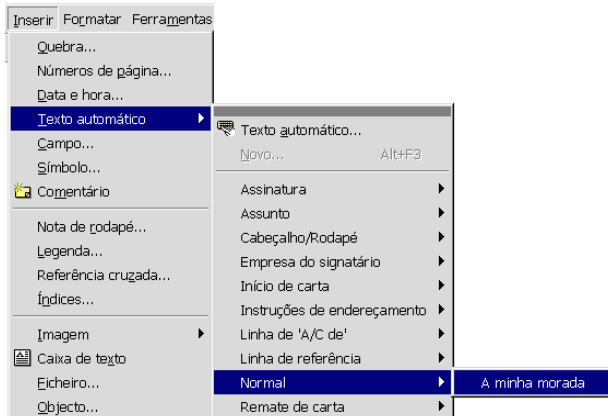 Inserir Formatar Ferramentas
Quebra...
Números de página...
Data e hora...
Texto automático
Campo...
Símbolo...
Comentário
Nota de rodapé...
Legenda...
Referência cruzada...
Índices...
Imagem
Caixa de texto
Ficheiro...
Objecto...
Texto automático...
Novo... Alt+F3
Assinatura
Assunto
Cabeçalho/Rodapé
Empresa do signatário
Início de carta
Instruções de endereçamento
Linha de 'A/C de'
Linha de referência
Normal
Remate de carta
A minha morada